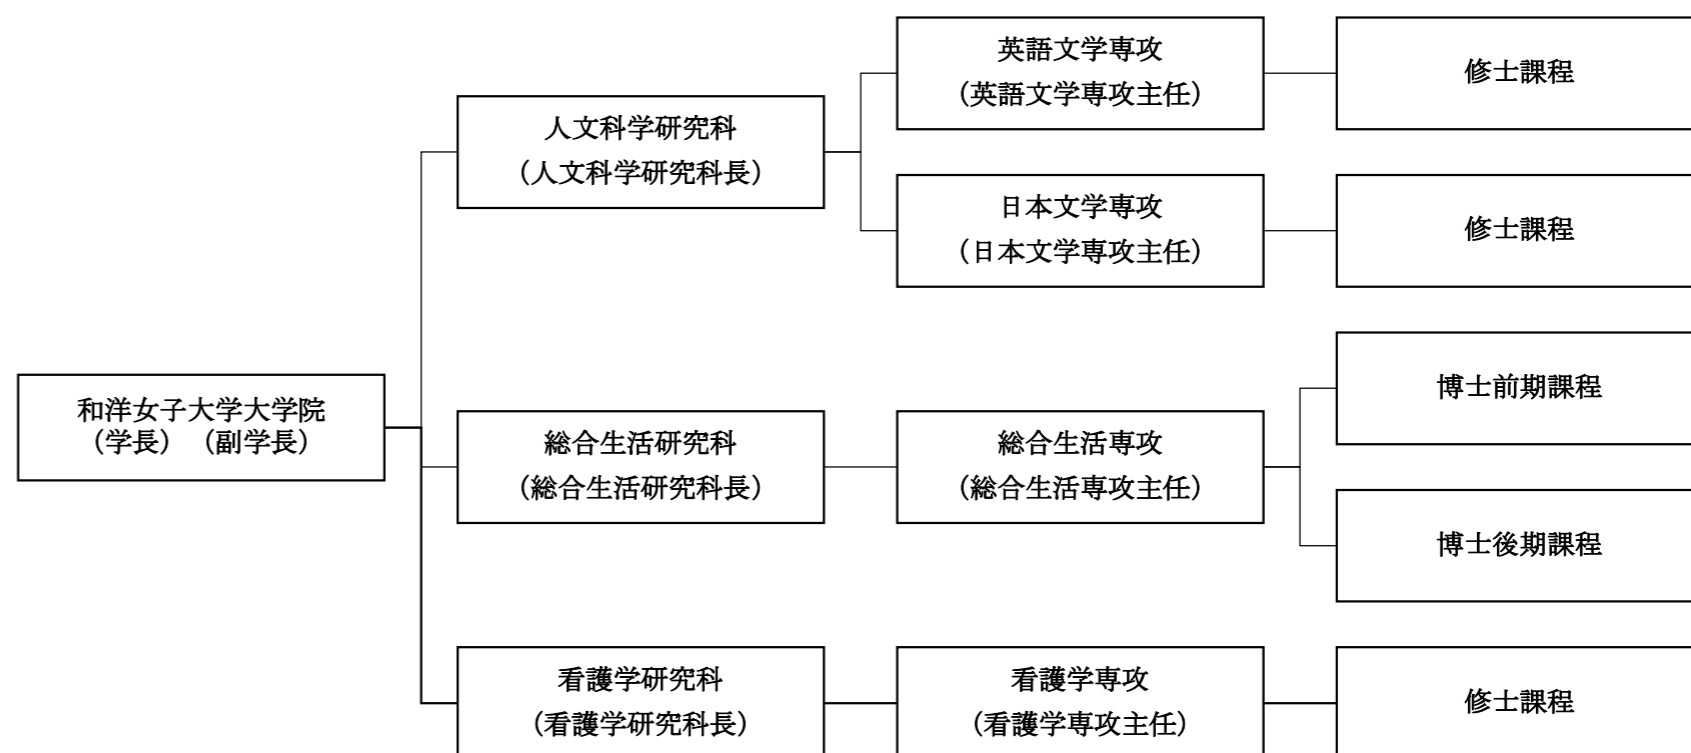 和洋女子大学大学院
（学長）（副学長）
人文科学研究科
（人文科学研究科長）
英語文学専攻
（英語文学専攻主任）
修士課程
日本文学専攻
（日本文学専攻主任）
修士課程
総合生活研究科
（総合生活研究科長）
総合生活専攻
（総合生活専攻主任）
博士前期課程
博士後期課程
看護学研究科
（看護学研究科長）
看護学専攻
（看護学専攻主任）
修士課程